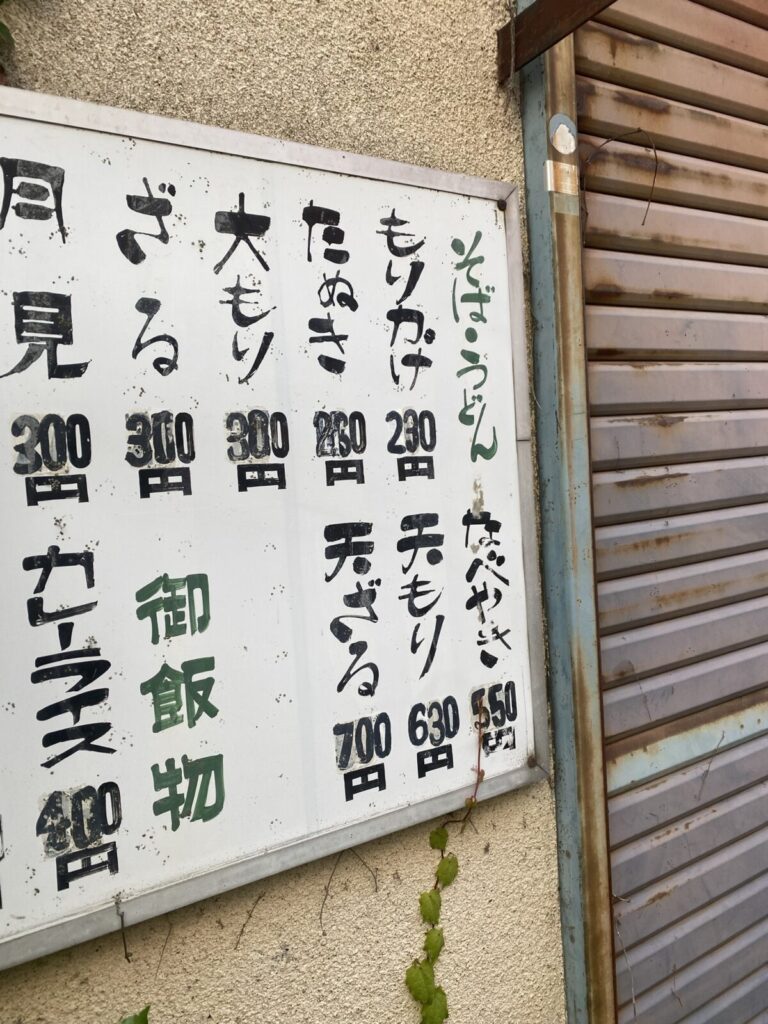 そば・うどん
もりかけ
230円
たぬき
260円
大もり
300円
ざる
300円
月見
300円
なべやき
550円
天もり
630円
天ざる
700円
御飯物
カレーライス
400円